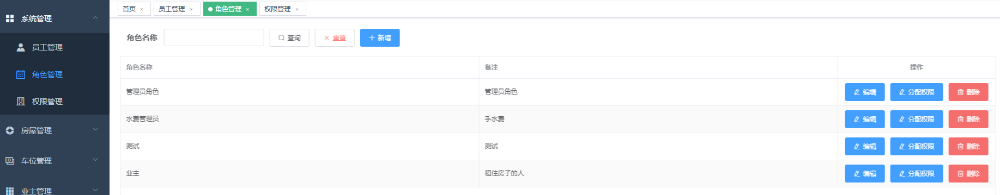 系统管理
员工管理
角色管理
权限管理
房屋管理
车位管理
业主管理
首页 × 员工管理 × 角色管理 × 权限管理 ×
角色名称 查询 × 重置 + 新增
角色名称 备注 操作
管理员角色 管理员角色 编辑 分配权限 删除
水费管理员 手水费 编辑 分配权限 删除
测试 测试 编辑 分配权限 删除
业主 租住房子的人 编辑 分配权限 删除